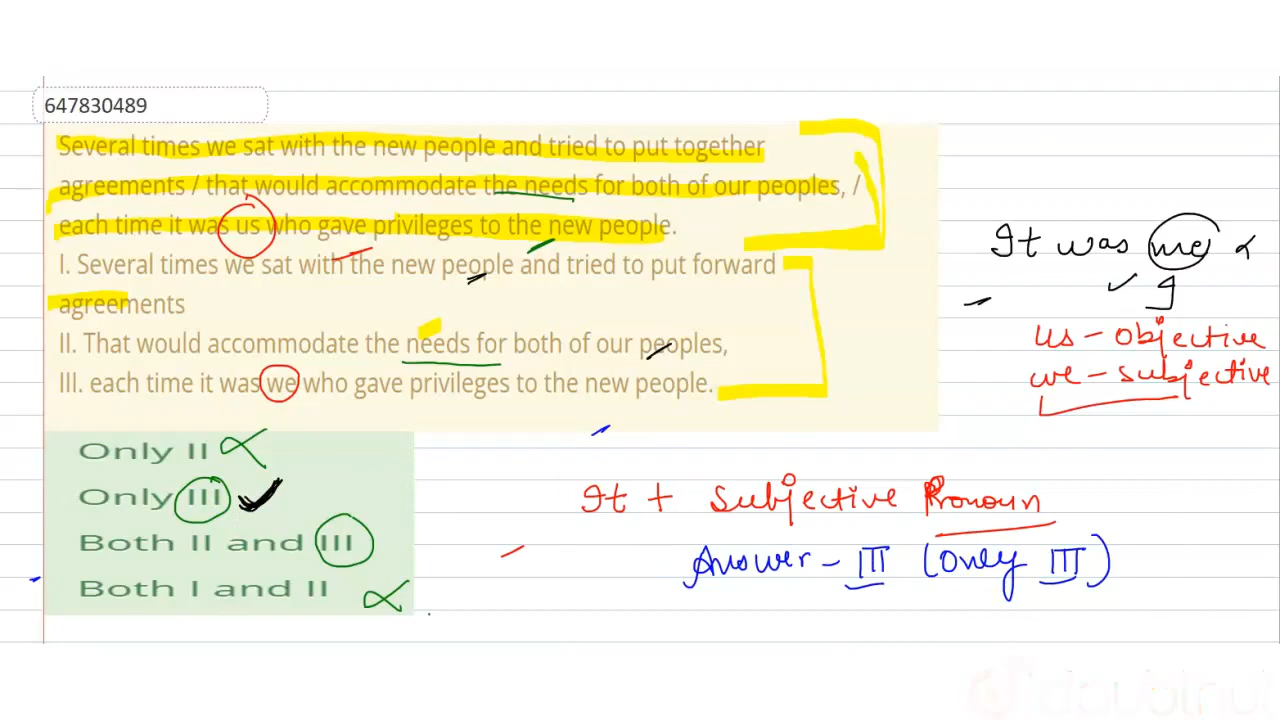 647830489
Several times we sat with the new people and tried to put together
agreements / that would accommodate the needs for both of our peoples, /
each time it was us who gave privileges to the new people.
I. Several times we sat with the new people and tried to put forward
agreements
II. That would accommodate the needs for both of our peoples,
III. each time it was we who gave privileges to the new people.
Only II
Only III
Both II and III
Both I and II
It was me
I
us - objective
we - subjective
It + Subjective Pronoun
Answer - III (Only III)
doubtnut